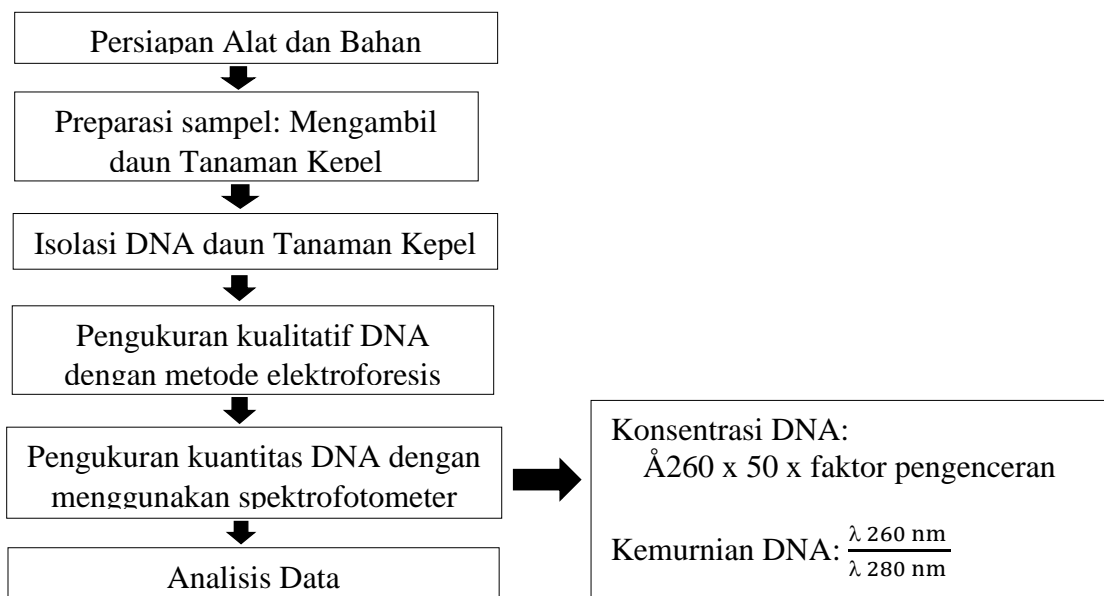 Persiapan Alat dan Bahan
Preparasi sampel: Mengambil
daun Tanaman Kepel
Isolasi DNA daun Tanaman Kepel
Pengukuran kualitatif DNA
dengan metode elektroforesis
Pengukuran kuantitas DNA dengan
menggunakan spektrofotometer
Analisis Data
Konsentrasi DNA:
Å260 x 50 x faktor pengenceran
Kemurnian DNA: λ 260 nm
λ 280 nm